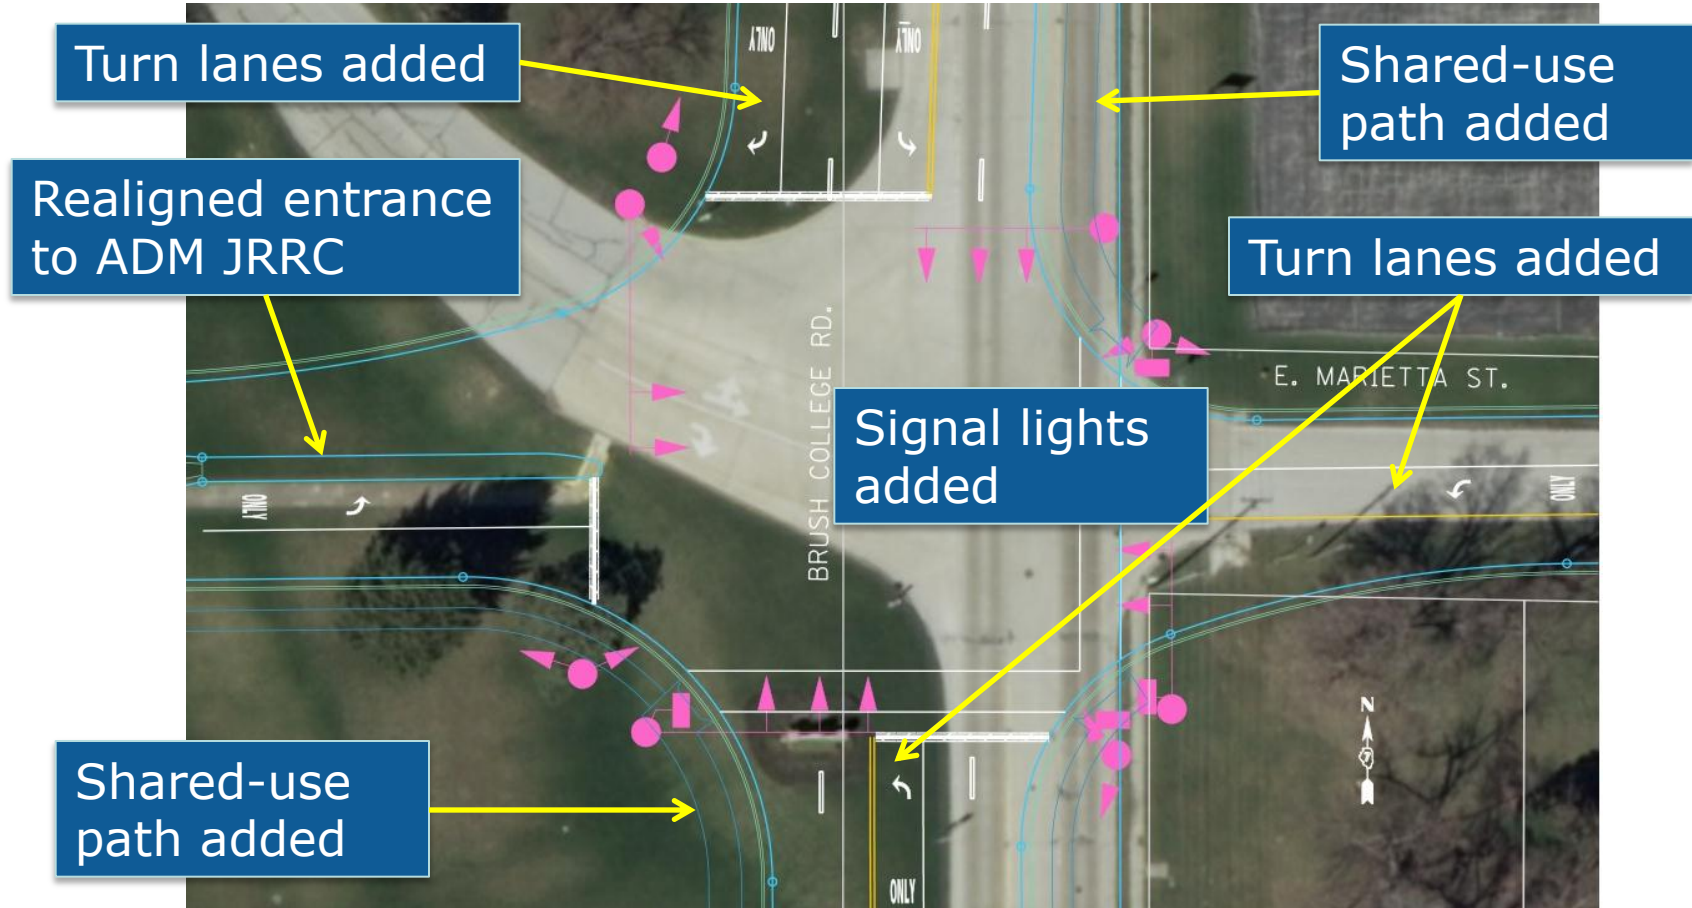 ONLY
ONLY
Turn lanes added
Shared-use
path added
Realigned entrance
to ADM JRRC
Turn lanes added
BRUSH COLLEGE RD.
E. MARIETTA ST.
Signal lights
added
ONLY
ONLY
N
Shared-use
path added
ONLY